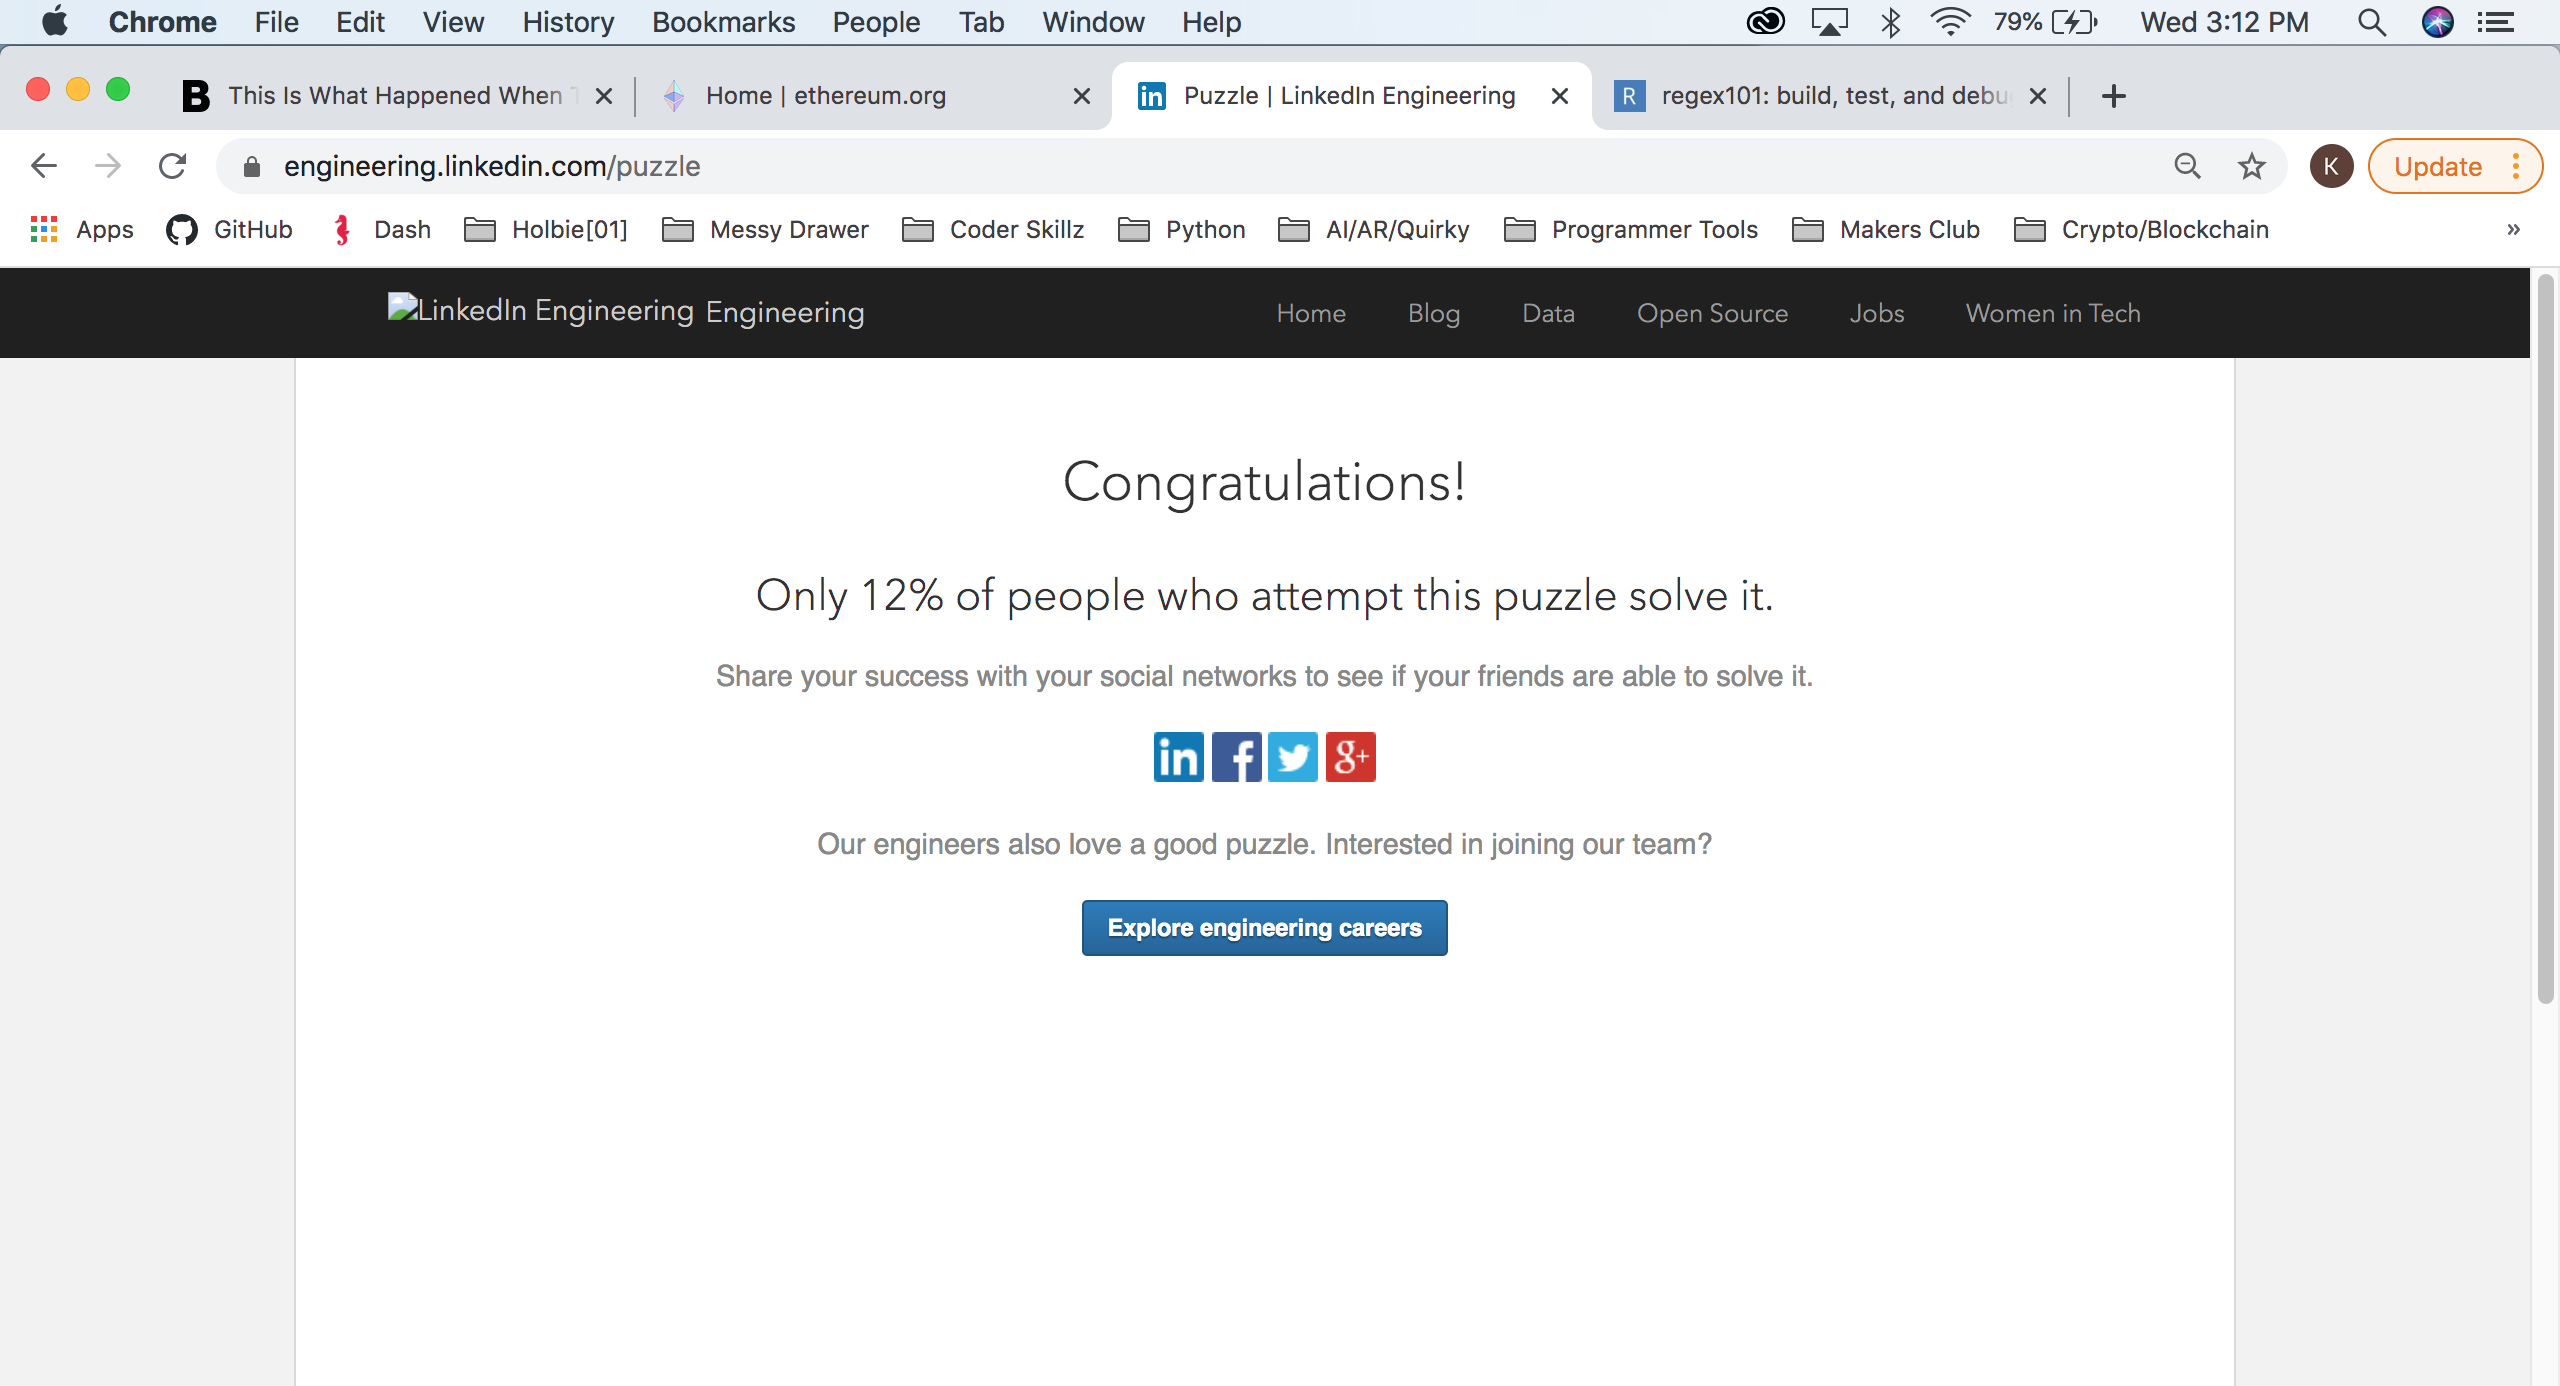 Chrome File Edit View History Bookmarks People Tab Window Help 79% Wed 3:12 PM
B This Is What Happened When T Home | ethereum.org in Puzzle | LinkedIn Engineering R regex101: build, test, and debu
engineering.linkedin.com/puzzle K Update
Apps GitHub Dash Holbie[01] Messy Drawer Coder Skillz Python AI/AR/Quirky Programmer Tools Makers Club Crypto/Blockchain »
LinkedIn Engineering Engineering Home Blog Data Open Source Jobs Women in Tech
Congratulations!
Only 12% of people who attempt this puzzle solve it.
Share your success with your social networks to see if your friends are able to solve it.
in f g+
Our engineers also love a good puzzle. Interested in joining our team?
Explore engineering careers